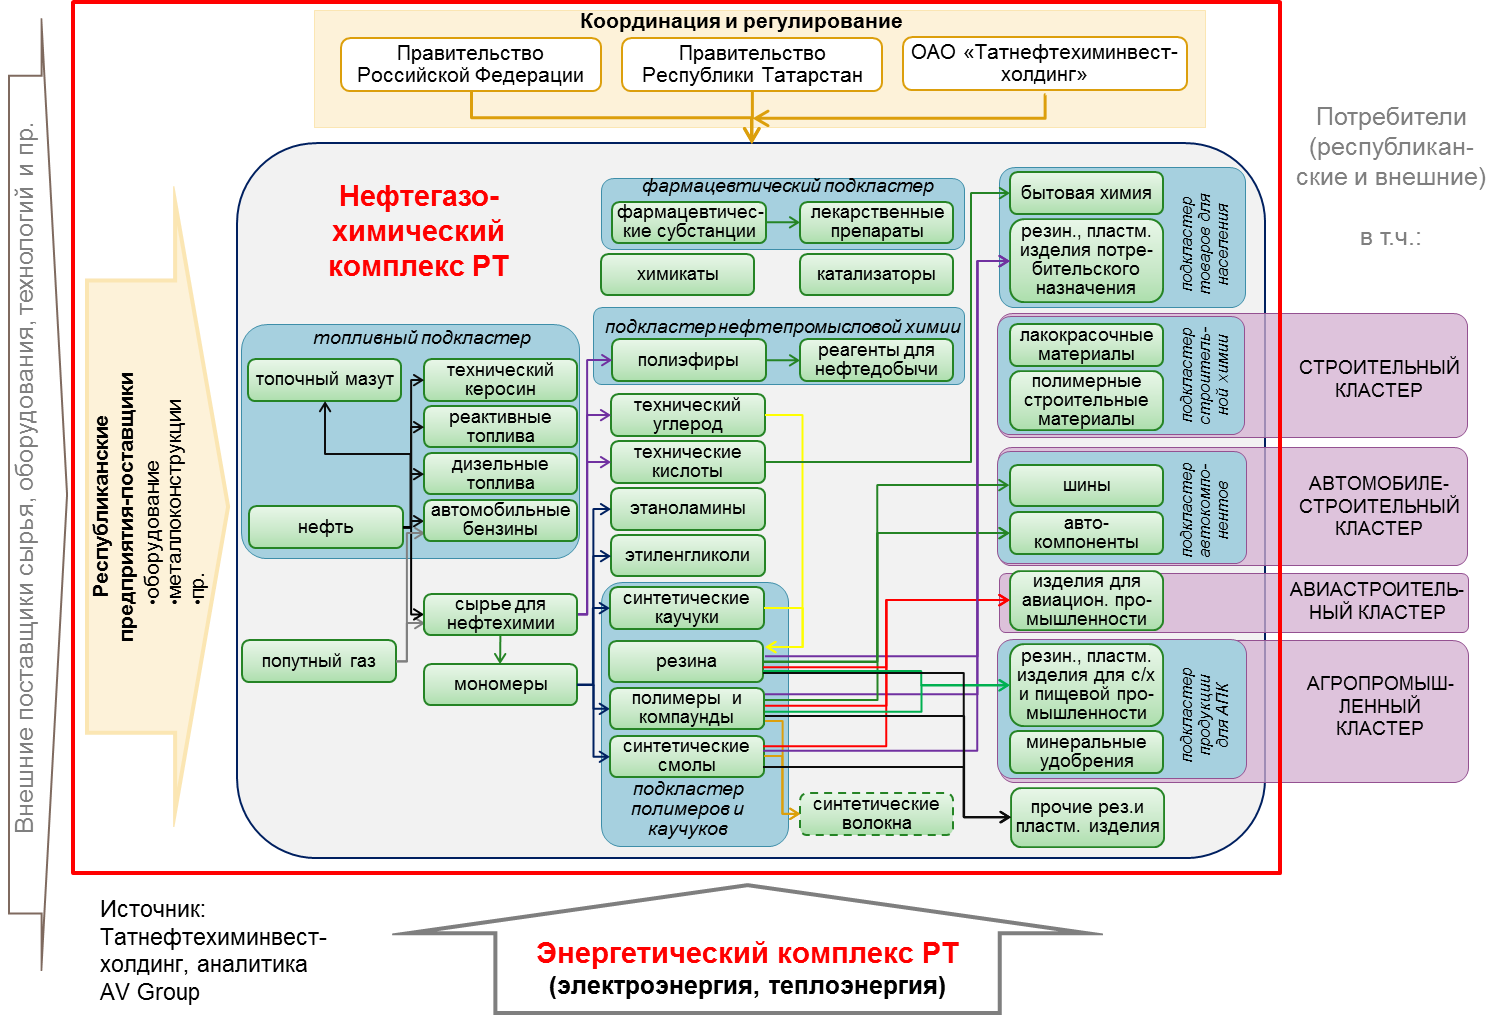 Координация и регулирование
Правительство
Российской Федерации
Правительство
Республики Татарстан
ОАО «Татнефтехиминвест-
холдинг»
Внешние поставщики сырья, оборудования, технологий и пр.
Республиканские
предприятия-поставщики
•оборудование
•металлоконструкции
•пр.
Нефтегазо-
химический
комплекс РТ
топливный подкластер
топочный мазут
нефть
попутный газ
технический
керосин
реактивные
топлива
дизельные
топлива
автомобильные
бензины
сырье для
нефтехимии
мономеры
фармацевтический подкластер
фармацевтичес-
кие субстанции
лекарственные
препараты
химикаты
катализаторы
подкластер нефтепромысловой химии
полиэфиры
реагенты для
нефтедобычи
технический
углерод
технические
кислоты
этаноламины
этиленгликоли
синтетические
каучуки
резина
полимеры и
компаунды
синтетические
смолы
подкластер
полимеров и
каучуков
синтетические
волокна
бытовая химия
резин., пластм.
изделия потре-
бительского
назначения
подкластер
товаров для
населения
лакокрасочные
материалы
полимерные
строительные
материалы
подкластер
строитель-
ной химии
шины
авто-
компоненты
подкластер
автокомпо-
нентов
изделия для
авиацион. про-
мышленности
резин., пластм.
изделия для с/х
и пищевой про-
мышленности
минеральные
удобрения
подкластер
продукции
для АПК
прочие рез.и
пластм. изделия
Потребители
(республикан-
ские и внешние)
в т.ч.:
СТРОИТЕЛЬНЫЙ
КЛАСТЕР
АВТОМОБИЛЕ-
СТРОИТЕЛЬНЫЙ
КЛАСТЕР
АВИАСТРОИТЕЛЬ-
НЫЙ КЛАСТЕР
АГРОПРОМЫШ-
ЛЕННЫЙ
КЛАСТЕР
Источник:
Татнефтехиминвест-
холдинг, аналитика
AV Group
Энергетический комплекс РТ
(электроэнергия, теплоэнергия)